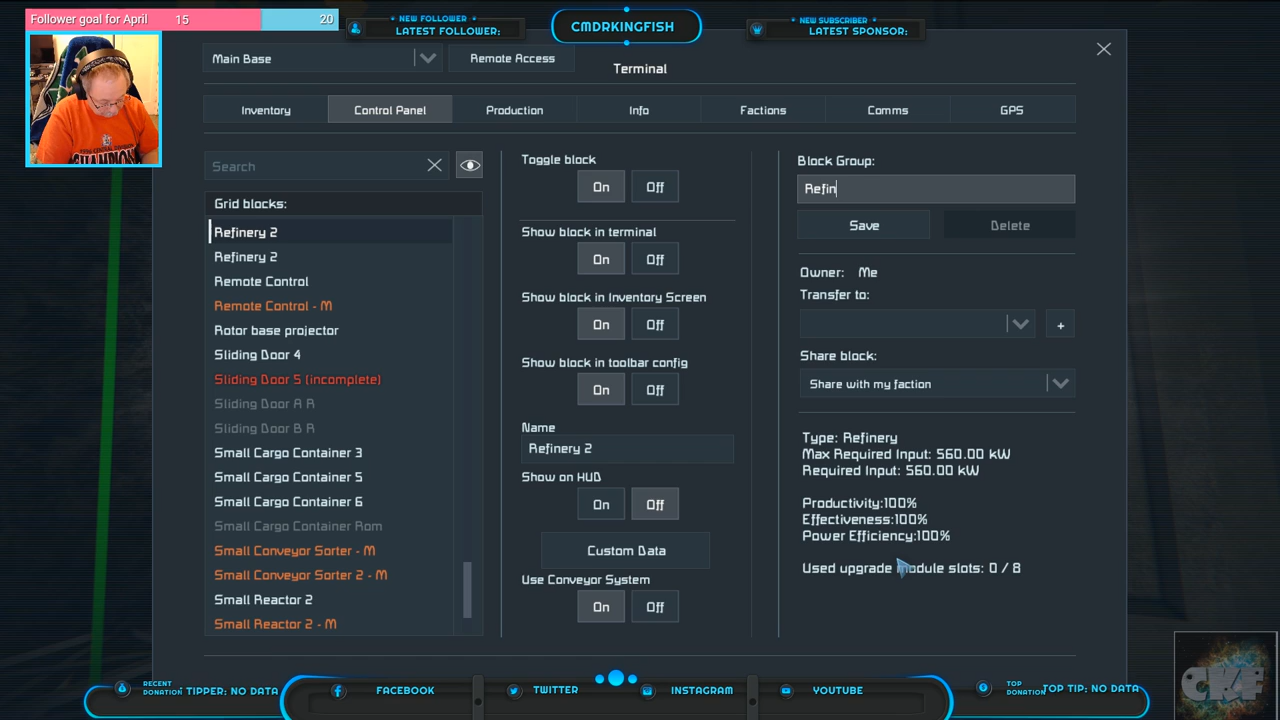 Follower goal for April 15 20
NEW FOLLOWER
LATEST FOLLOWER:
CMDRKINGFISH
NEW SUBSCRIBER
LATEST SPONSOR:
Main Base
Remote Access
Terminal
Inventory
Control Panel
Production
Info
Factions
Comms
GPS
Search
Grid blocks:
Refinery 2
Refinery 2
Remote Control
Remote Control - M
Rotor base projector
Sliding Door 4
Sliding Door 5 (incomplete)
Sliding Door A R
Sliding Door B R
Small Cargo Container 3
Small Cargo Container 5
Small Cargo Container 6
Small Cargo Container Rom
Small Conveyor Sorter - M
Small Conveyor Sorter 2 - M
Small Reactor 2
Small Reactor 2 - M
Toggle block
On Off
Show block in terminal
On Off
Show block in Inventory Screen
On Off
Show block in toolbar config
On Off
Name
Refinery 2
Show on HUD
On Off
Custom Data
Use Conveyor System
On Off
Block Group:
Refin
Save Delete
Owner: Me
Transfer to:
+
Share block:
Share with my faction
Type: Refinery
Max Required Input: 560.00 kW
Required Input: 560.00 kW
Productivity:100%
Effectiveness:100%
Power Efficiency:100%
Used upgrade module slots: 0 / 8
RECENT
DONATION
TIPPER: NO DATA
FACEBOOK
TWITTER
INSTAGRAM
YOUTUBE
TOP
DONATION
TOP TIP: NO DATA
CKF